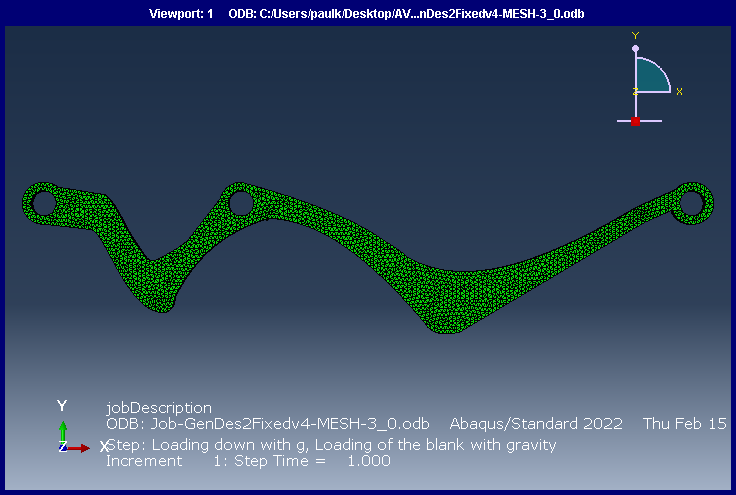 Viewport: 1 ODB: C:/Users/paulk/Desktop/AV...nDes2Fixedv4-MESH-3_0.odb
Y
Z X
Y
Z X
jobDescription
ODB: Job-GenDes2Fixedv4-MESH-3_0.odb Abaqus/Standard 2022 Thu Feb 15
Step: Loading down with g, Loading of the blank with gravity
Increment 1: Step Time = 1.000